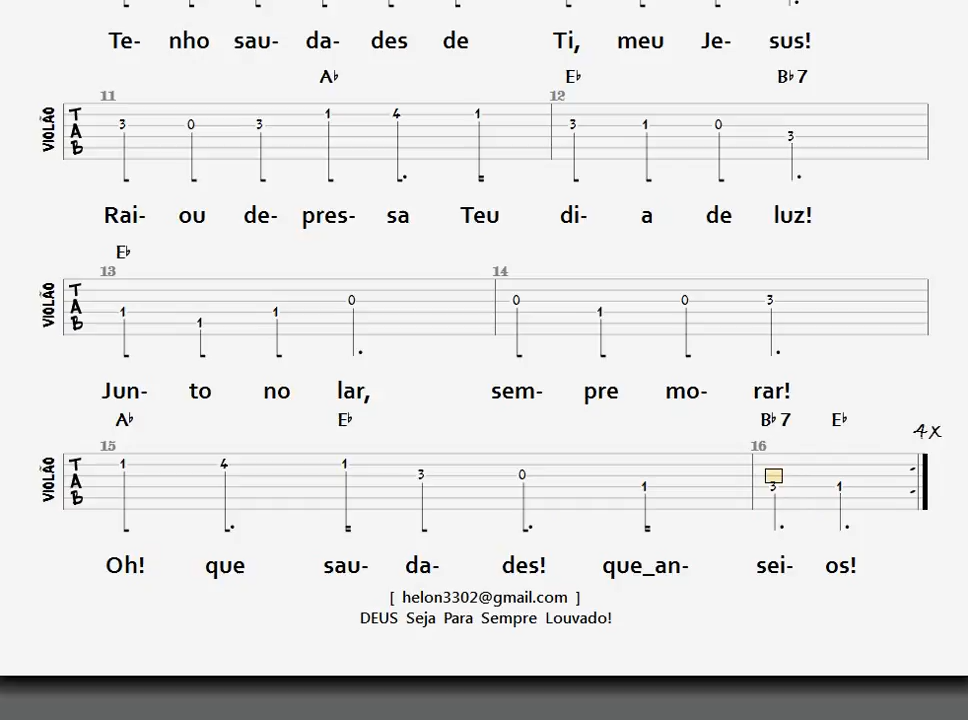 Te- nho sau- da- des de Ti, meu Je- sus!
A♭ E♭ B♭7
11 12
VIOLÃO TAB 3 0 3 1 4 1 3 1 0 3
Rai- ou de- pres- sa Teu di- a de luz!
E♭
13 14
VIOLÃO TAB 1 1 1 0 0 1 0 3
Jun- to no lar, sem- pre mo- rar!
A♭ E♭ B♭7 E♭ 4X
15 16
VIOLÃO TAB 1 4 1 3 0 1 3 1
Oh! que sau- da- des! que_an- sei- os!
[ helon3302@gmail.com ]
DEUS Seja Para Sempre Louvado!